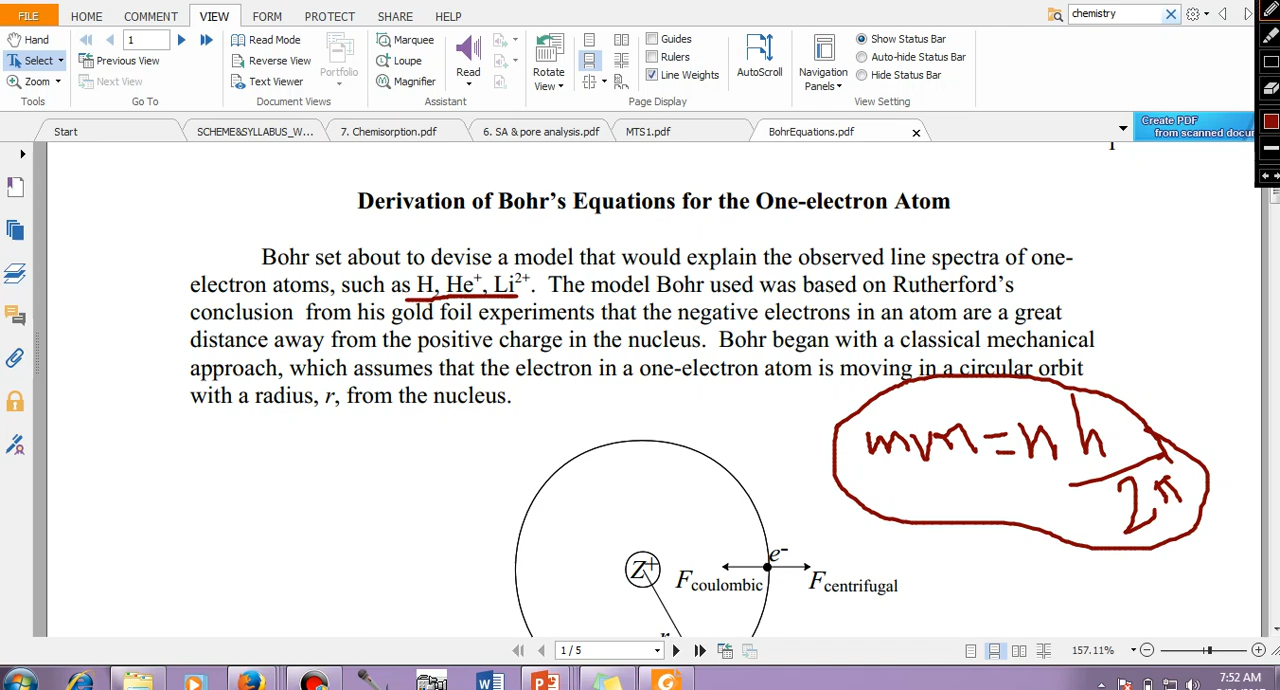 FILE HOME COMMENT VIEW FORM PROTECT SHARE HELP chemistry
Hand 1 Read Mode Marquee Guides Show Status Bar
Select Previous View Reverse View Loupe Rulers Auto-hide Status Bar
Zoom Next View Text Viewer Portfolio Magnifier Read Rotate View Line Weights AutoScroll Navigation Panels Hide Status Bar
Tools Go To Document Views Assistant Page Display View Setting
Start SCHEME&SYLLABUS_W... 7. Chemisorption.pdf 6. SA & pore analysis.pdf MTS1.pdf BohrEquations.pdf Create PDF
from scanned docum
Derivation of Bohr's Equations for the One-electron Atom
Bohr set about to devise a model that would explain the observed line spectra of one-
electron atoms, such as H, He⁺, Li²⁺. The model Bohr used was based on Rutherford's
conclusion from his gold foil experiments that the negative electrons in an atom are a great
distance away from the positive charge in the nucleus. Bohr began with a classical mechanical
approach, which assumes that the electron in a one-electron atom is moving in a circular orbit
with a radius, r, from the nucleus.
mvr = n h
2π
e⁻
Z⁺ Fcoulombic Fcentrifugal
r
1 / 5 157.11%
7:52 AM